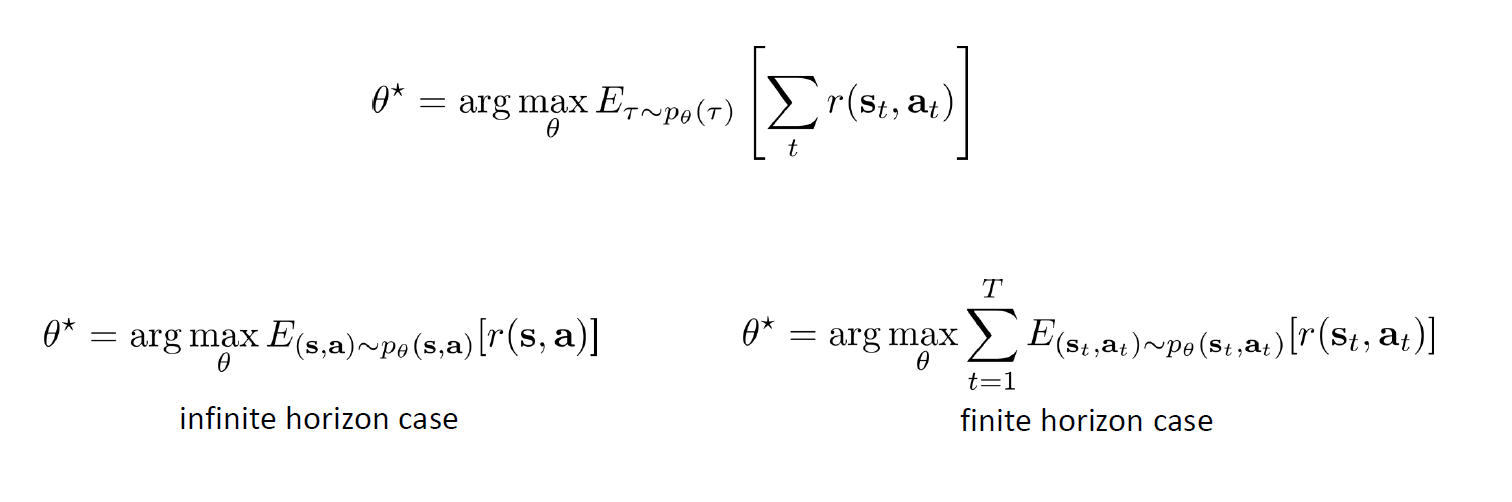 θ⋆ = arg max_θ E_{τ∼p_θ(τ)} [ ∑_t r(𝐬_t, 𝐚_t) ]
θ⋆ = arg max_θ E_{(𝐬,𝐚)∼p_θ(𝐬,𝐚)}[r(𝐬, 𝐚)]
infinite horizon case
θ⋆ = arg max_θ ∑_{t=1}^{T} E_{(𝐬_t,𝐚_t)∼p_θ(𝐬_t,𝐚_t)}[r(𝐬_t, 𝐚_t)]
finite horizon case